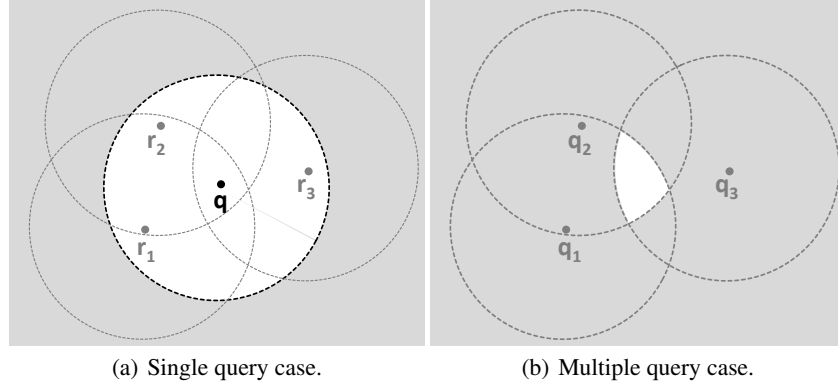 r₂
r₃
q
r₁
(a) Single query case.
q₂
q₃
q₁
(b) Multiple query case.